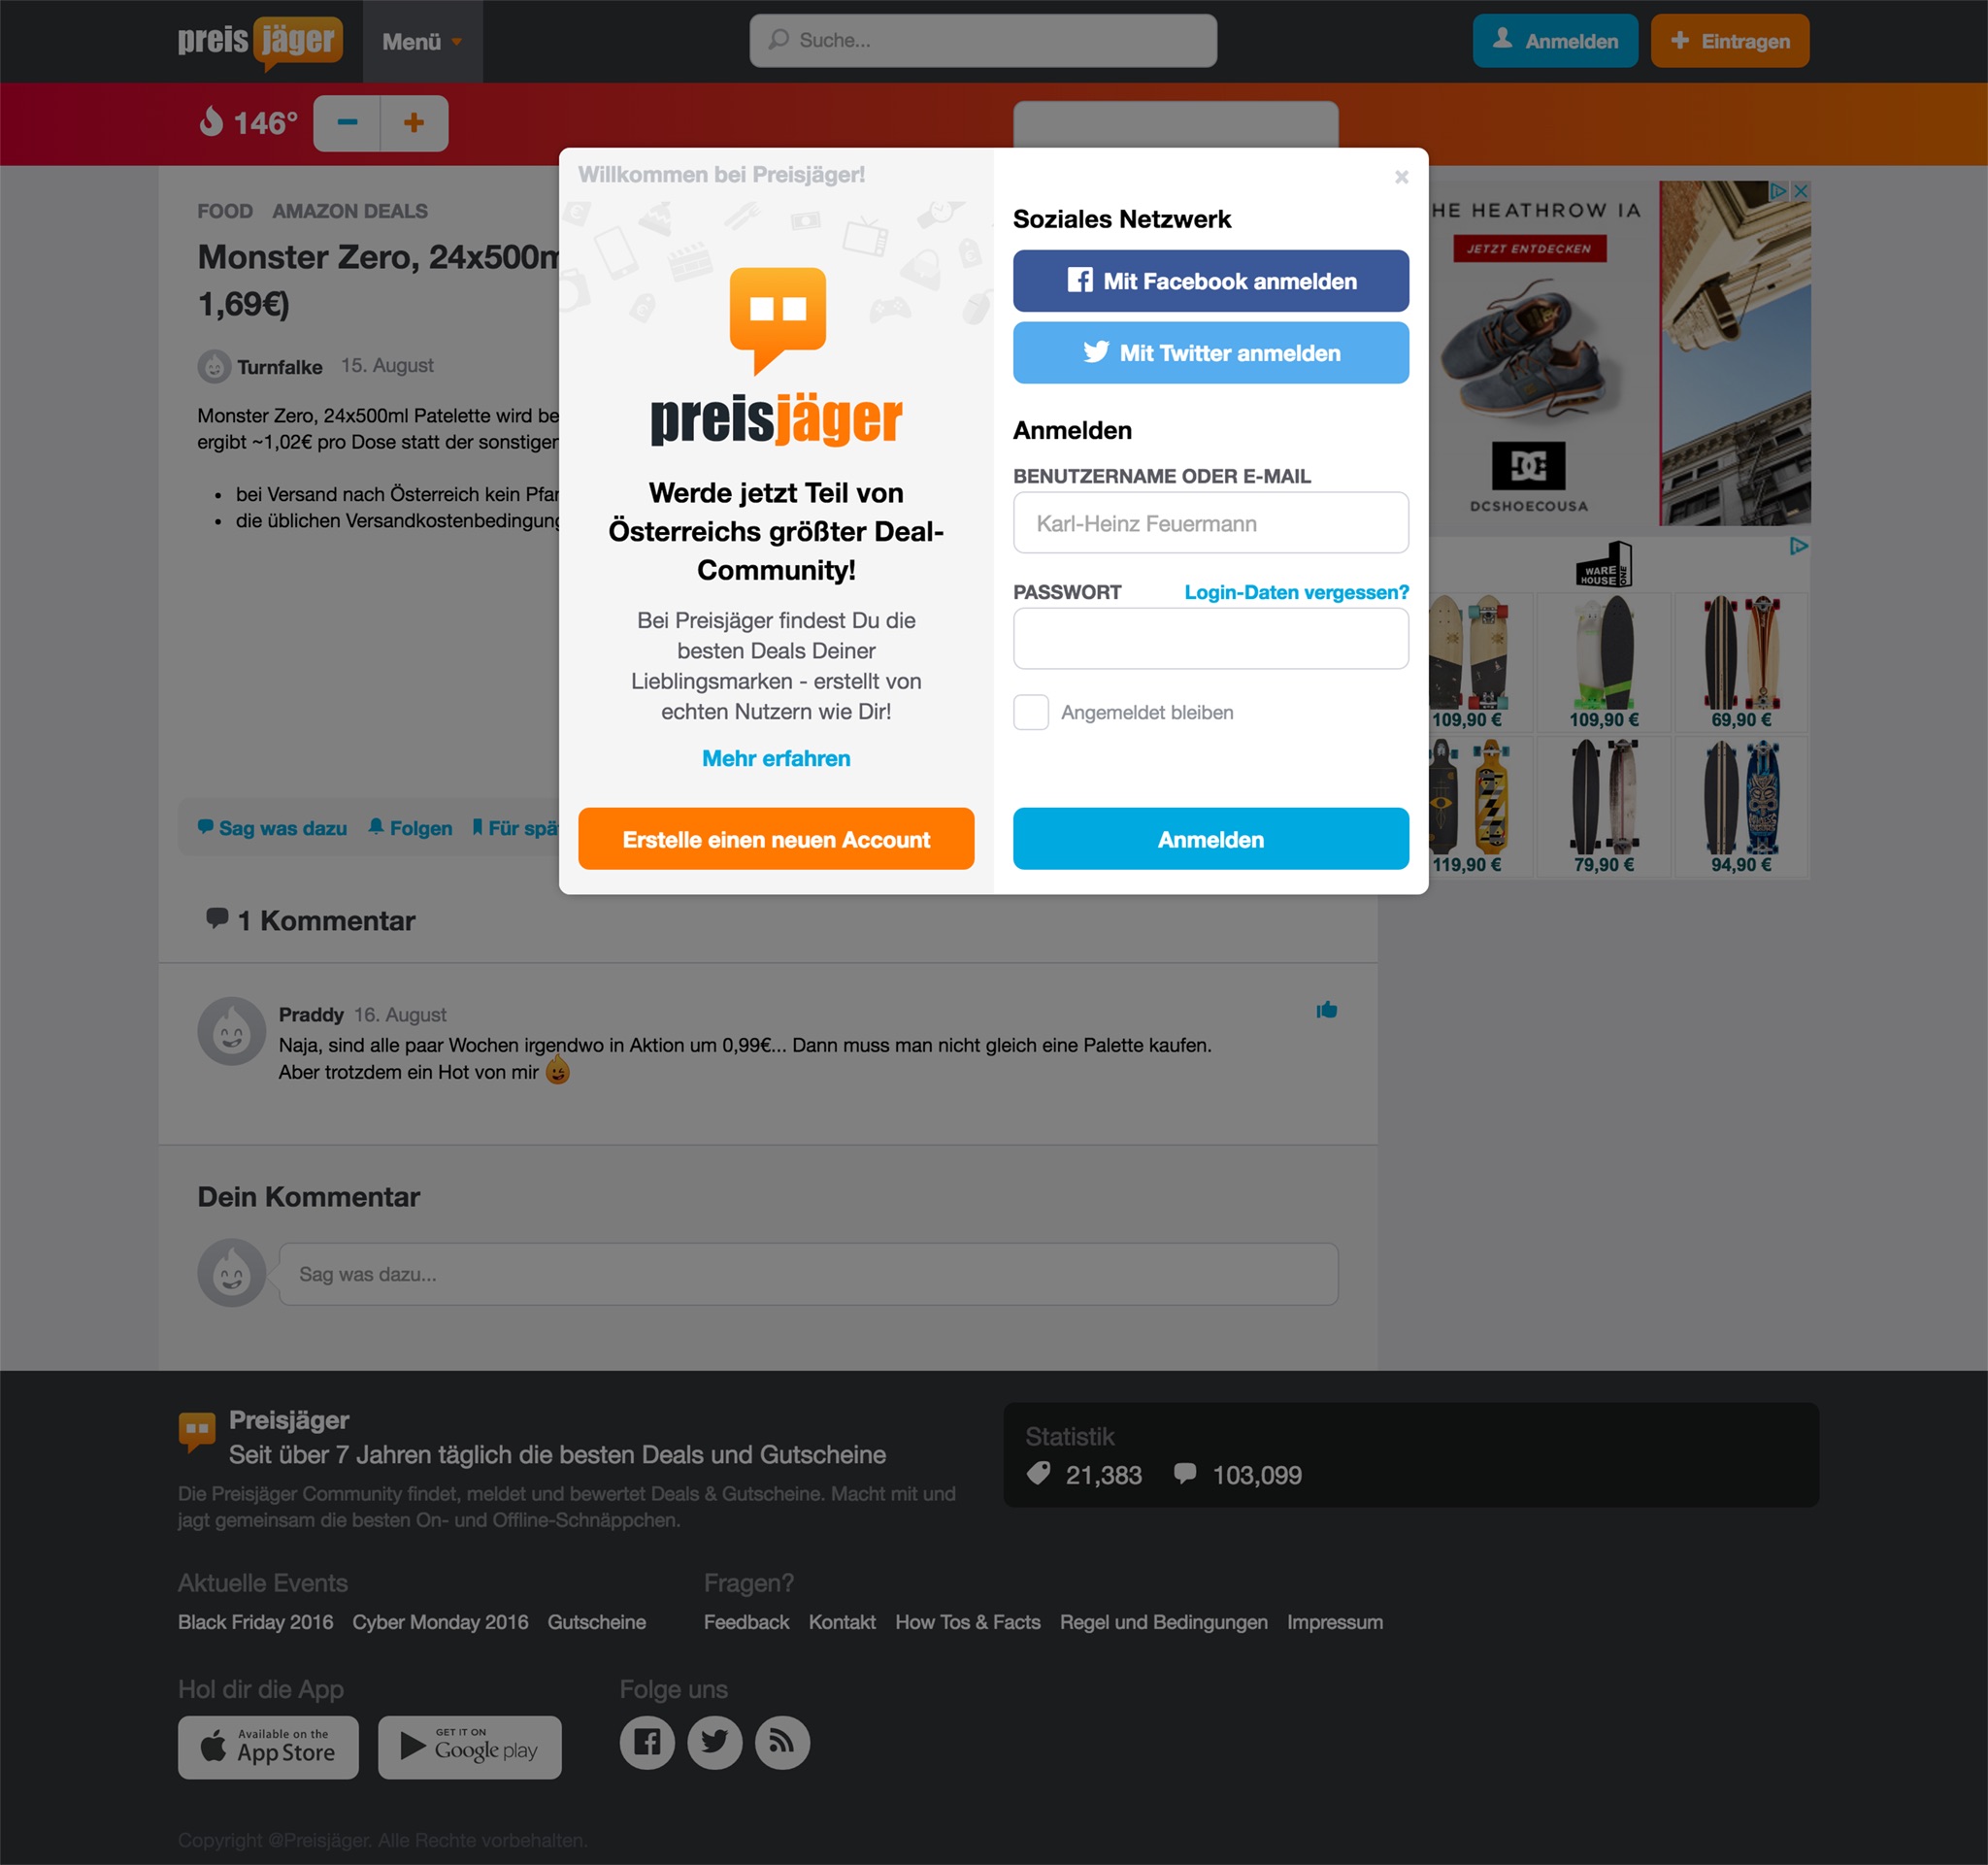 preisjäger
Menü
Suche...
Anmelden
Eintragen
146°
Willkommen bei Preisjäger!
preisjäger
Werde jetzt Teil von
Österreichs größter Deal-
Community!
Bei Preisjäger findest Du die
besten Deals Deiner
Lieblingsmarken - erstellt von
echten Nutzern wie Dir!
Mehr erfahren
Erstelle einen neuen Account
Soziales Netzwerk
Mit Facebook anmelden
Mit Twitter anmelden
Anmelden
BENUTZERNAME ODER E-MAIL
Karl-Heinz Feuermann
PASSWORT Login-Daten vergessen?
Angemeldet bleiben
Anmelden
FOOD AMAZON DEALS
Monster Zero, 24x500m
1,69€)
Turnfalke 15. August
Monster Zero, 24x500ml Patelette wird be
ergibt ~1,02€ pro Dose statt der sonstiger
bei Versand nach Österreich kein Pfan
die üblichen Versandkostenbedingung
Sag was dazu Folgen Für spä
HE HEATHROW IA
JETZT ENTDECKEN
DC
DCSHOECOUSA
WARE
HOUSE ONE
109,90 € 109,90 € 69,90 €
119,90 € 79,90 € 94,90 €
1 Kommentar
Praddy 16. August
Naja, sind alle paar Wochen irgendwo in Aktion um 0,99€... Dann muss man nicht gleich eine Palette kaufen.
Aber trotzdem ein Hot von mir
Dein Kommentar
Sag was dazu...
Preisjäger
Seit über 7 Jahren täglich die besten Deals und Gutscheine
Die Preisjäger Community findet, meldet und bewertet Deals & Gutscheine. Macht mit und
jagt gemeinsam die besten On- und Offline-Schnäppchen.
Statistik
21,383 103,099
Aktuelle Events
Black Friday 2016 Cyber Monday 2016 Gutscheine
Fragen?
Feedback Kontakt How Tos & Facts Regel und Bedingungen Impressum
Hol dir die App
Available on the
App Store
GET IT ON
Google play
Folge uns
Copyright @Preisjäger. Alle Rechte vorbehalten.